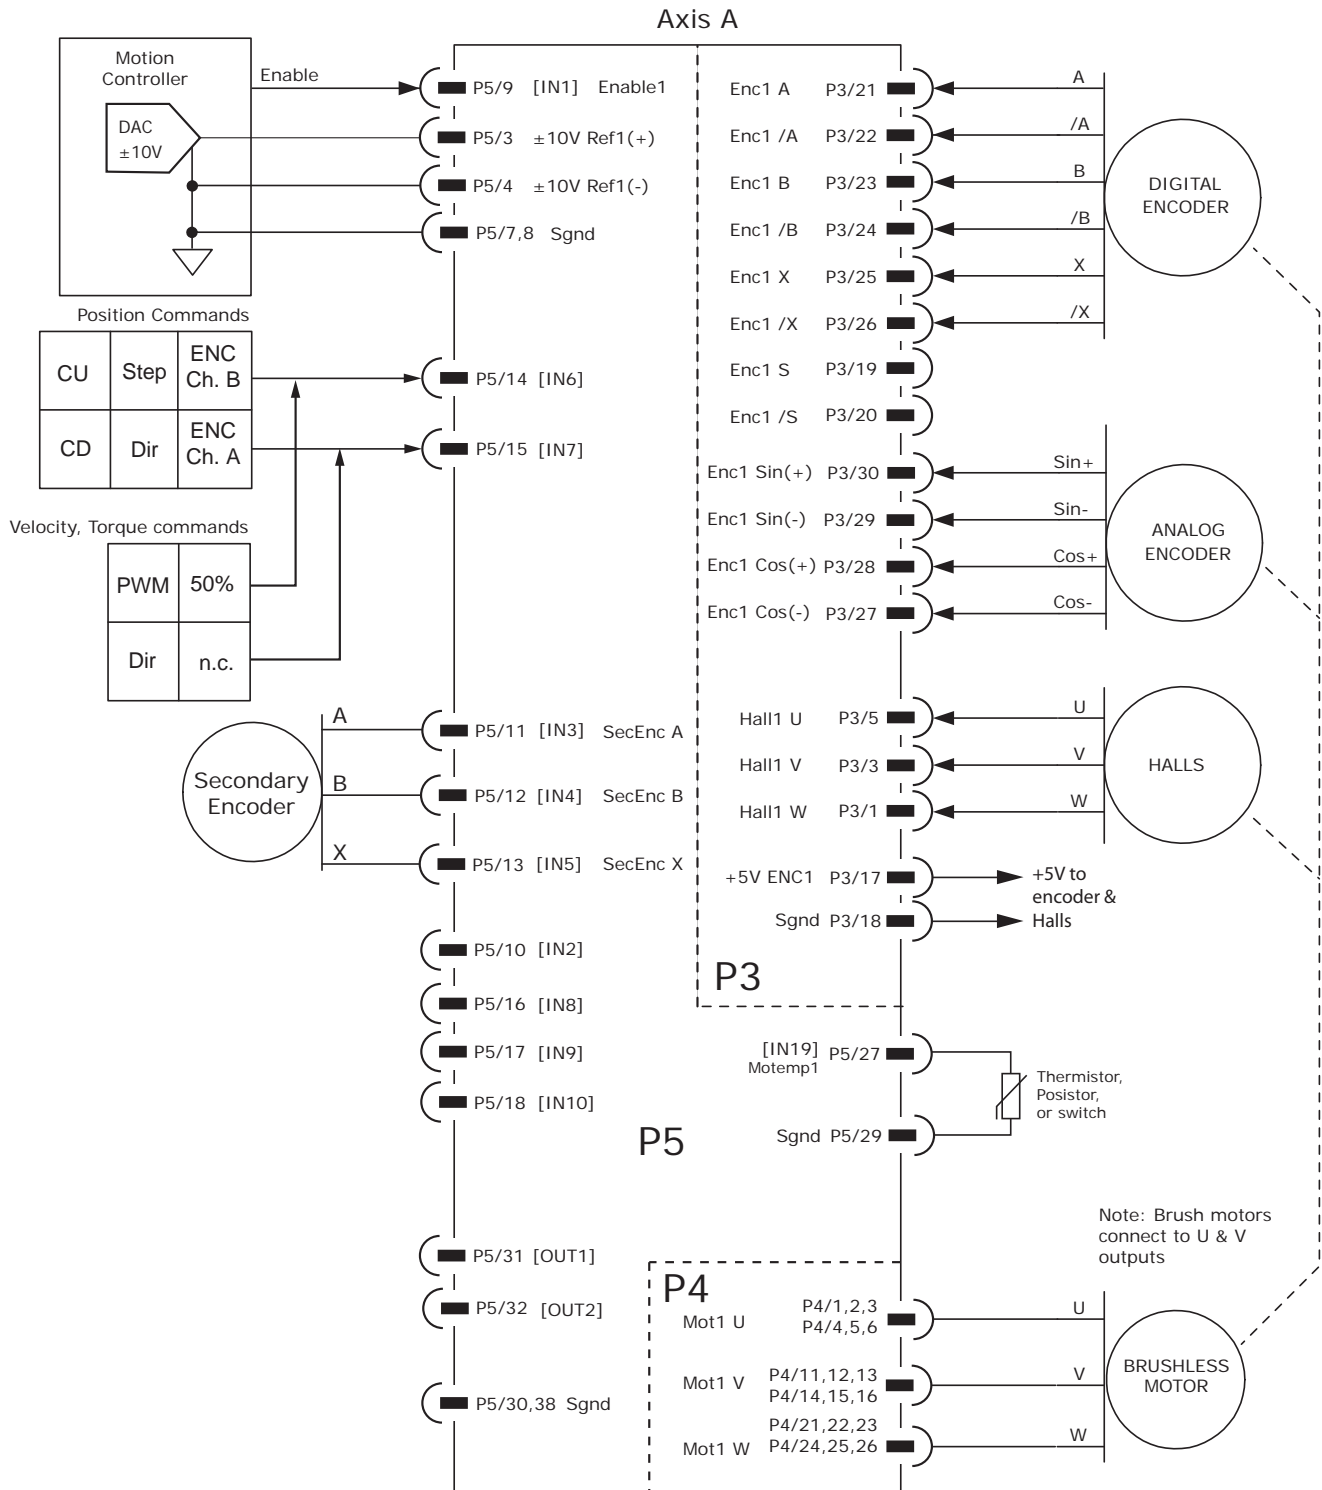 Axis A
Motion
Controller
Enable
DAC
±10V
P5/9 [IN1] Enable1
P5/3 ±10V Ref1(+)
P5/4 ±10V Ref1(-)
P5/7,8 Sgnd
Position Commands
CU Step ENC Ch. B
CD Dir ENC Ch. A
P5/14 [IN6]
P5/15 [IN7]
Velocity, Torque commands
PWM 50%
Dir n.c.
Secondary
Encoder
A
B
X
P5/11 [IN3] SecEnc A
P5/12 [IN4] SecEnc B
P5/13 [IN5] SecEnc X
P5/10 [IN2]
P5/16 [IN8]
P5/17 [IN9]
P5/18 [IN10]
P5
P5/31 [OUT1]
P5/32 [OUT2]
P5/30,38 Sgnd
Enc1 A P3/21 A
Enc1 /A P3/22 /A
Enc1 B P3/23 B
Enc1 /B P3/24 /B
Enc1 X P3/25 X
Enc1 /X P3/26 /X
Enc1 S P3/19
Enc1 /S P3/20
DIGITAL
ENCODER
Enc1 Sin(+) P3/30 Sin+
Enc1 Sin(-) P3/29 Sin-
Enc1 Cos(+) P3/28 Cos+
Enc1 Cos(-) P3/27 Cos-
ANALOG
ENCODER
Hall1 U P3/5 U
Hall1 V P3/3 V
Hall1 W P3/1 W
HALLS
+5V ENC1 P3/17
Sgnd P3/18
+5V to
encoder &
Halls
P3
[IN19]
Motemp1
P5/27
Sgnd P5/29
Thermistor,
Posistor,
or switch
Note: Brush motors
connect to U & V
outputs
P4
Mot1 U
P4/1,2,3
P4/4,5,6
U
Mot1 V
P4/11,12,13
P4/14,15,16
V
Mot1 W
P4/21,22,23
P4/24,25,26
W
BRUSHLESS
MOTOR